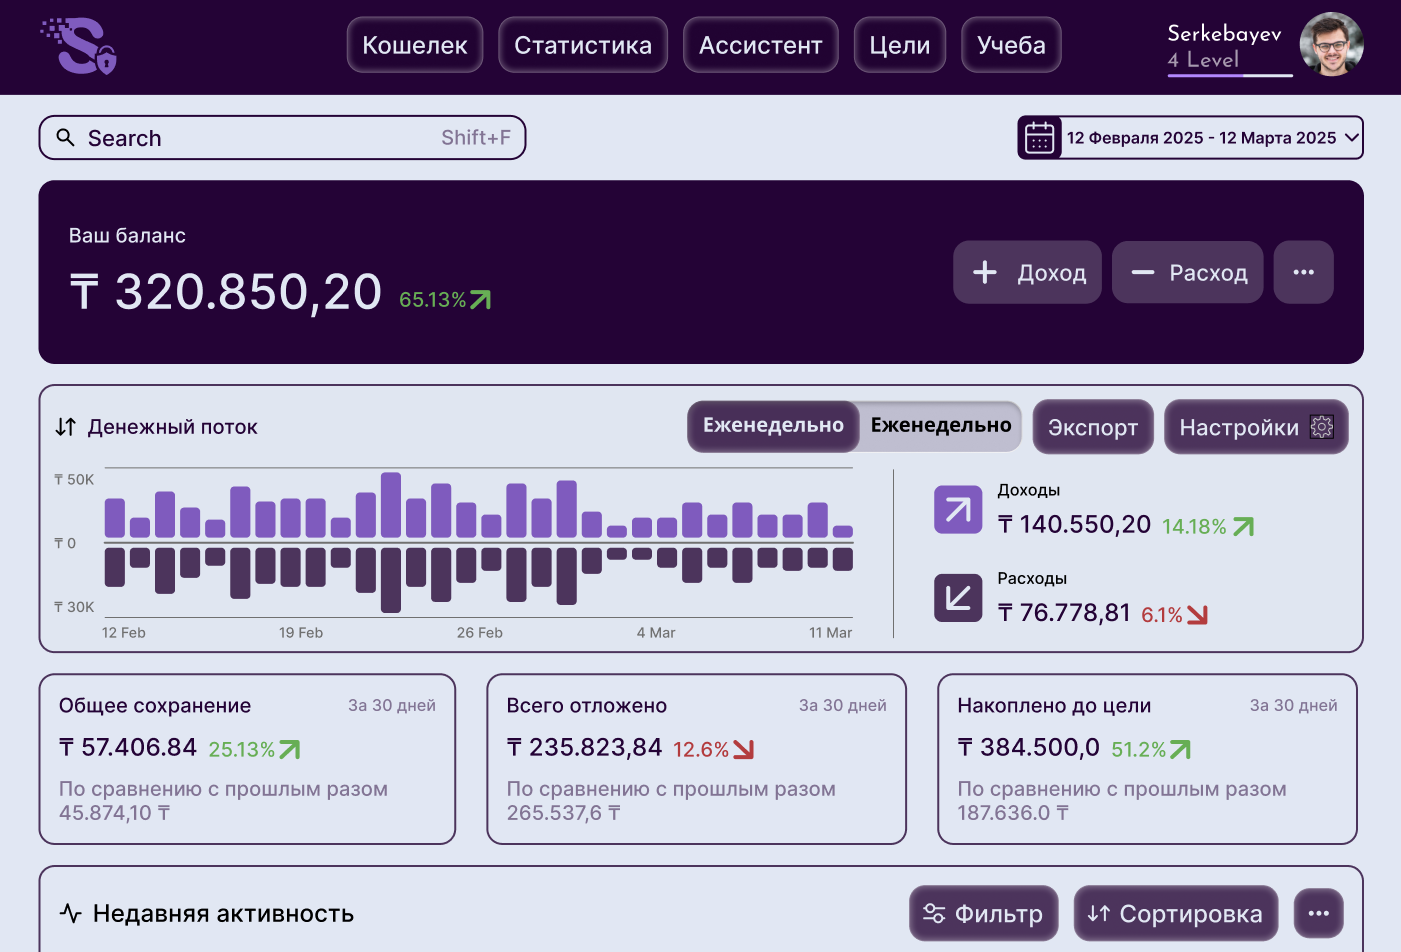 Кошелек
Статистика
Ассистент
Цели
Учеба
Serkebayev
4 Level
Search
Shift+F
12 Февраля 2025 - 12 Марта 2025
Ваш баланс
₸ 320.850,20 65.13%
Доход
Расход
Денежный поток
Еженедельно
Еженедельно
Экспорт
Настройки
₸ 50K
₸ 0
₸ 30K
12 Feb
19 Feb
26 Feb
4 Mar
11 Mar
Доходы
₸ 140.550,20 14.18%
Расходы
₸ 76.778,81 6.1%
Общее сохранение
За 30 дней
₸ 57.406.84 25.13%
По сравнению с прошлым разом
45.874,10 ₸
Всего отложено
За 30 дней
₸ 235.823,84 12.6%
По сравнению с прошлым разом
265.537,6 ₸
Накоплено до цели
За 30 дней
₸ 384.500,0 51.2%
По сравнению с прошлым разом
187.636.0 ₸
Недавняя активность
Фильтр
Сортировка